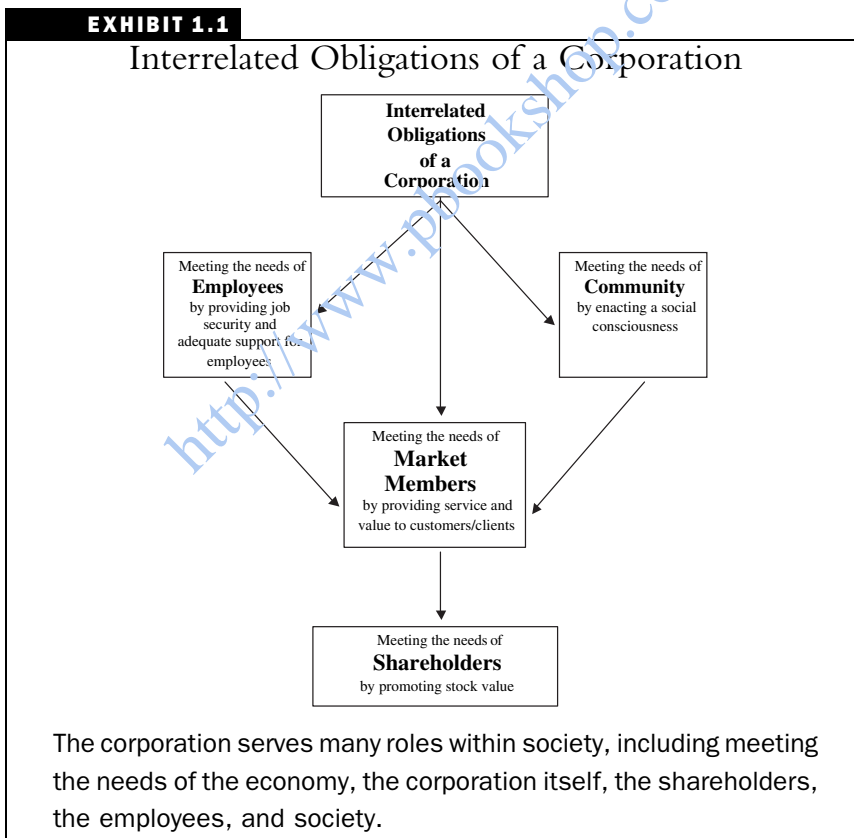 EXHIBIT 1.1
Interrelated Obligations of a Corporation
Interrelated
Obligations
of a
Corporation
Meeting the needs of
Employees
by providing job
security and
adequate support for
employees
Meeting the needs of
Community
by enacting a social
consciousness
Meeting the needs of
Market
Members
by providing service and
value to customers/clients
Meeting the needs of
Shareholders
by promoting stock value
The corporation serves many roles within society, including meeting
the needs of the economy, the corporation itself, the shareholders,
the employees, and society.
http://www.pbookshop.co